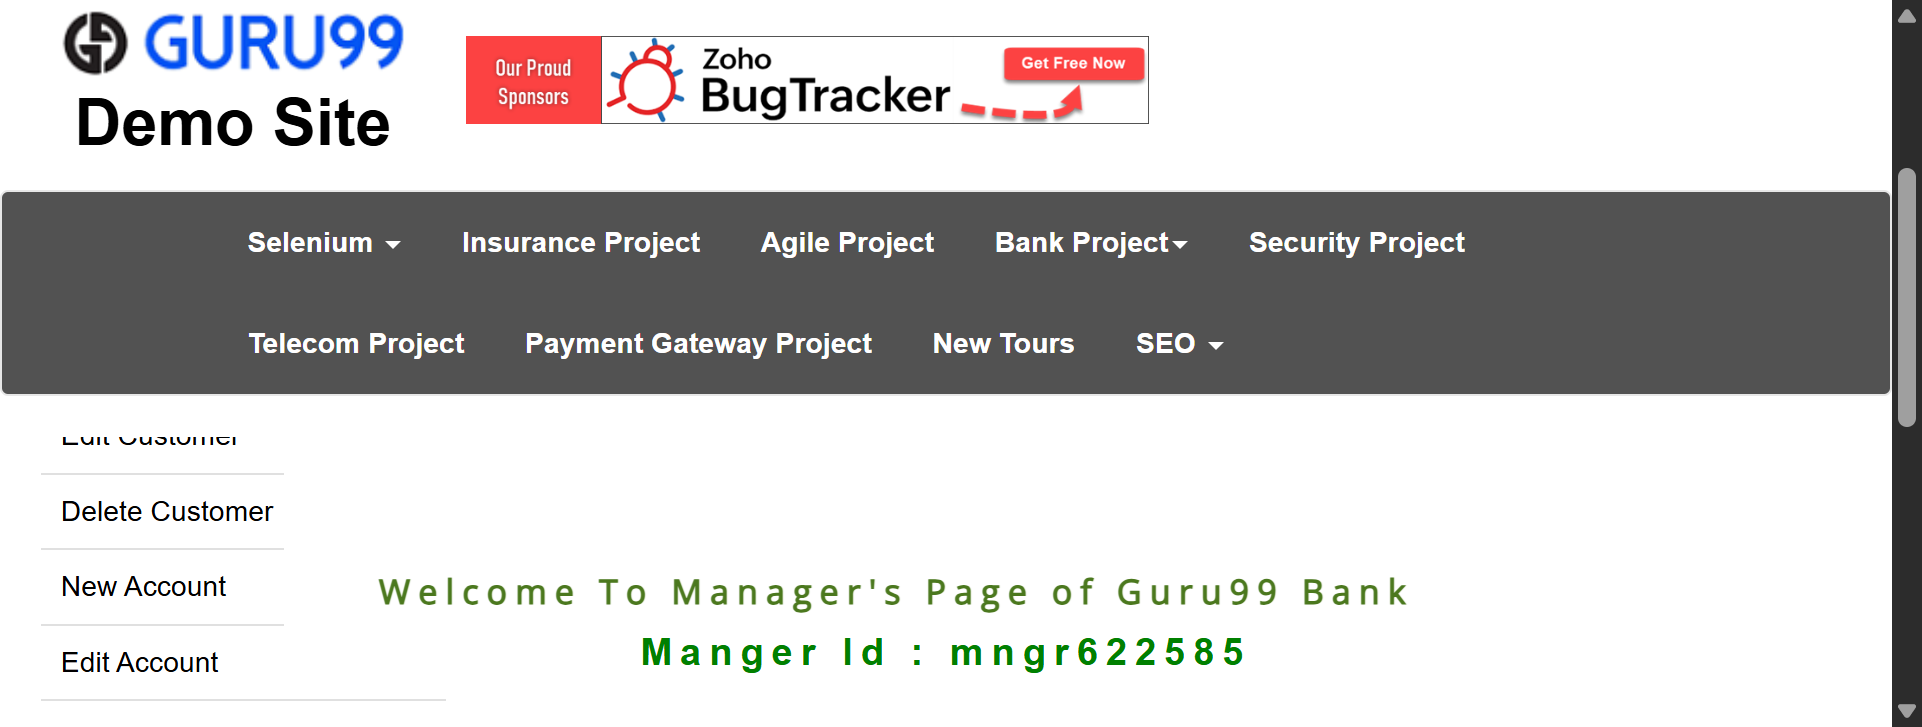 GURU99
Demo Site
Our Proud
Sponsors
Zoho
BugTracker
Get Free Now
Selenium
Insurance Project
Agile Project
Bank Project
Security Project
Telecom Project
Payment Gateway Project
New Tours
SEO
Edit Customer
Delete Customer
New Account
Edit Account
Welcome To Manager's Page of Guru99 Bank
Manger Id : mngr622585